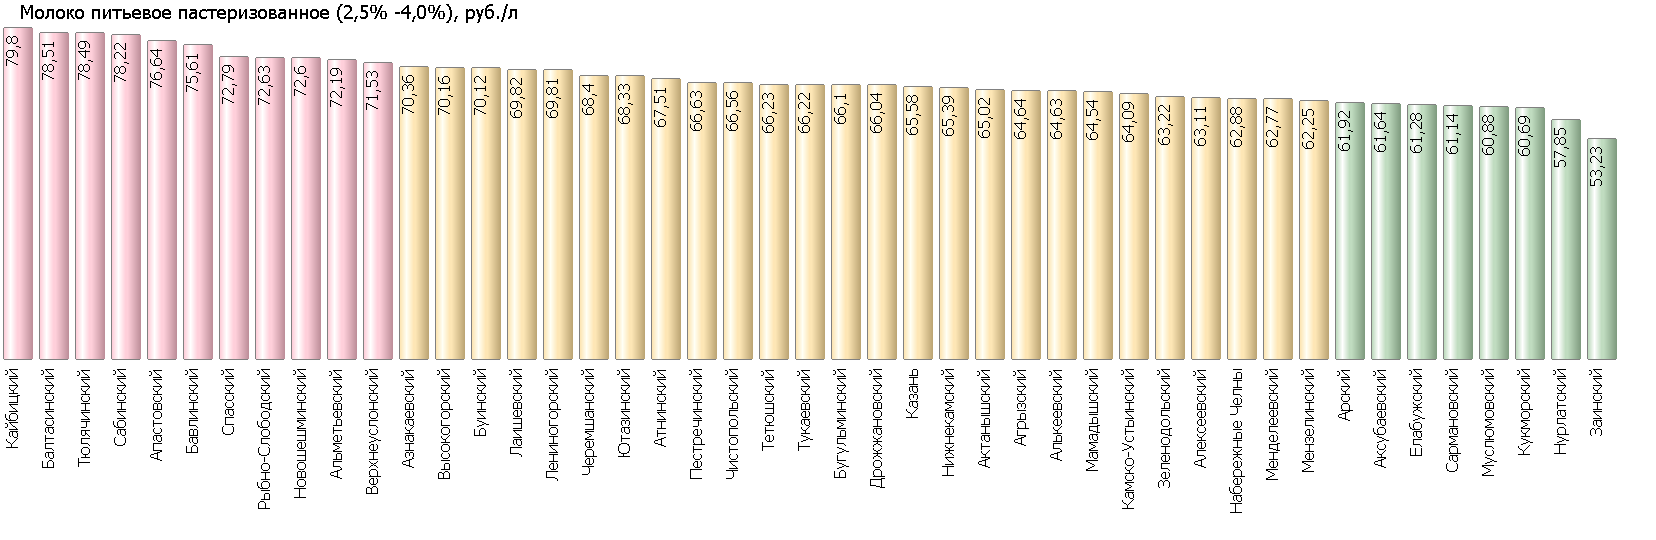 Молоко питьевое пастеризованное (2,5% -4,0%), руб./л
79,8
78,51
78,49
78,22
76,64
75,61
72,79
72,63
72,6
72,19
71,53
70,36
70,16
70,12
69,82
69,81
68,4
68,33
67,51
66,63
66,56
66,23
66,22
66,1
66,04
65,58
65,39
65,02
64,64
64,63
64,54
64,09
63,22
63,11
62,88
62,77
62,25
61,92
61,64
61,28
61,14
60,88
60,69
57,85
53,23
Кайбицкий
Балтасинский
Тюлячинский
Сабинский
Апастовский
Бавлинский
Спасский
Рыбно-Слободский
Новошешминский
Альметьевский
Верхнеуслонский
Азнакаевский
Высокогорский
Буинский
Лаишевский
Лениногорский
Черемшанский
Ютазинский
Атнинский
Пестречинский
Чистопольский
Тетюшский
Тукаевский
Бугульминский
Дрожжановский
Казань
Нижнекамский
Актанышский
Агрызский
Алькеевский
Мамадышский
Камско-Устьинский
Зеленодольский
Алексеевский
Набережные Челны
Менделеевский
Мензелинский
Арский
Аксубаевский
Елабужский
Сармановский
Муслюмовский
Кукморский
Нурлатский
Заинский